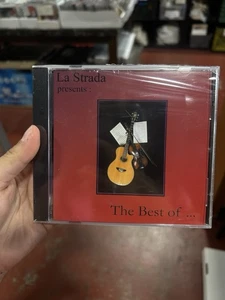 La Strada
presents :
The Best of ...